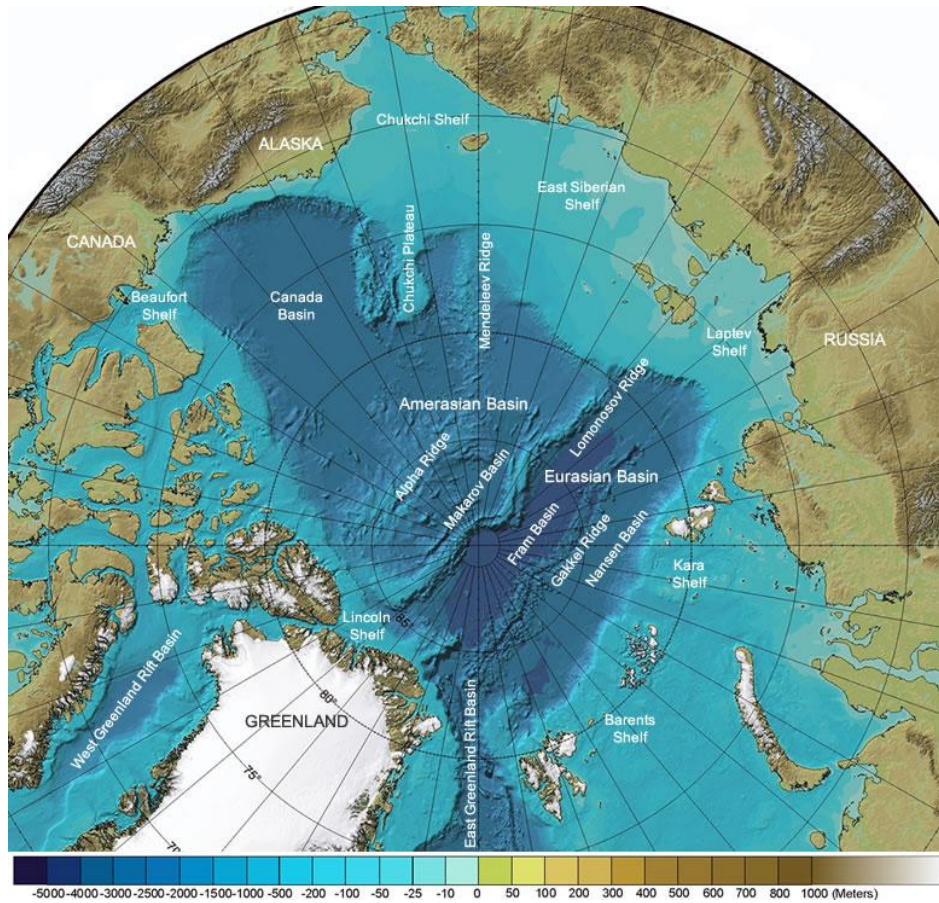 Chukchi Shelf
ALASKA
East Siberian
Shelf
CANADA
Chukchi Plateau
Mendeleev Ridge
Canada
Basin
Beaufort
Shelf
Laptev
Shelf
RUSSIA
Lomonosov Ridge
Amerasian Basin
Alpha Ridge
Makarov Basin
Eurasian Basin
Fram Basin
Gakkel Ridge
Nansen Basin
Kara
Shelf
Lincoln
Shelf
85°
West Greenland Rift Basin
80°
GREENLAND
East Greenland Rift Basin
Barents
Shelf
75°
-5000 -4000 -3000 -2500 -2000 -1500 -1000 -500 -200 -100 -50 -25 -10 0 50 100 200 300 400 500 600 700 800 1000 (Meters)